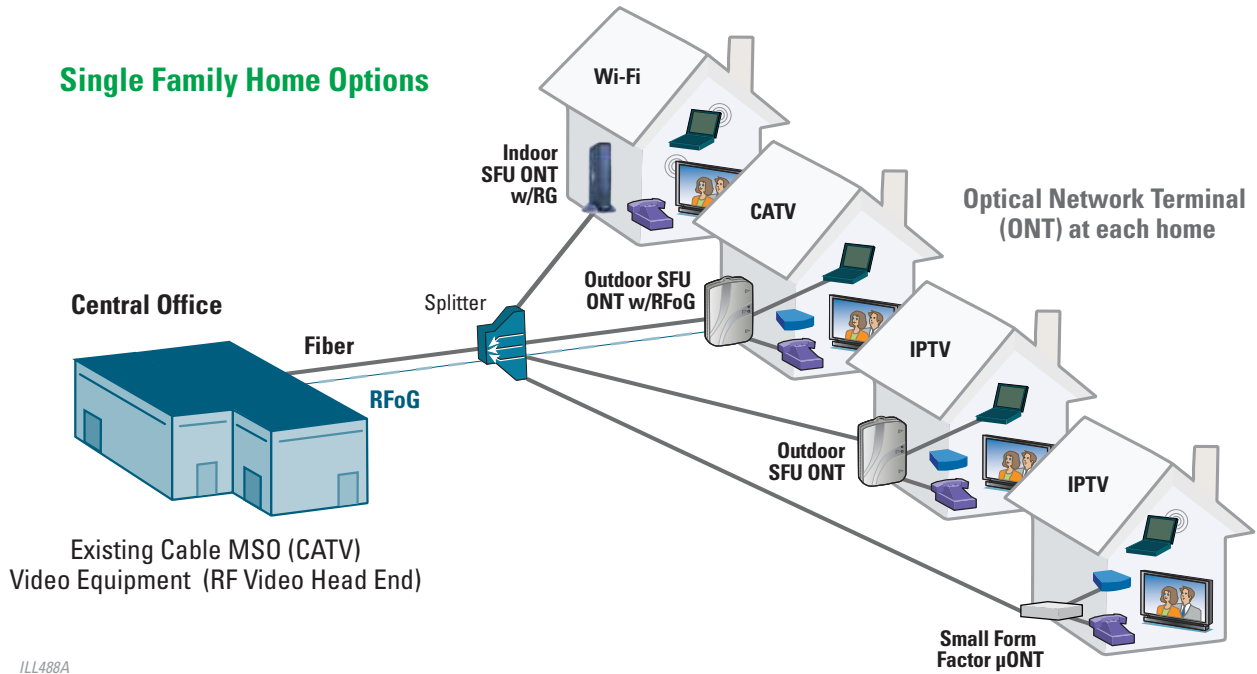 Single Family Home Options
Wi-Fi
Indoor
SFU ONT
w/RG
CATV
Optical Network Terminal
(ONT) at each home
Outdoor SFU
ONT w/RFoG
Central Office
Splitter
Fiber
RFoG
IPTV
Outdoor
SFU ONT
IPTV
Existing Cable MSO (CATV)
Video Equipment (RF Video Head End)
Small Form
Factor µONT
ILL488A